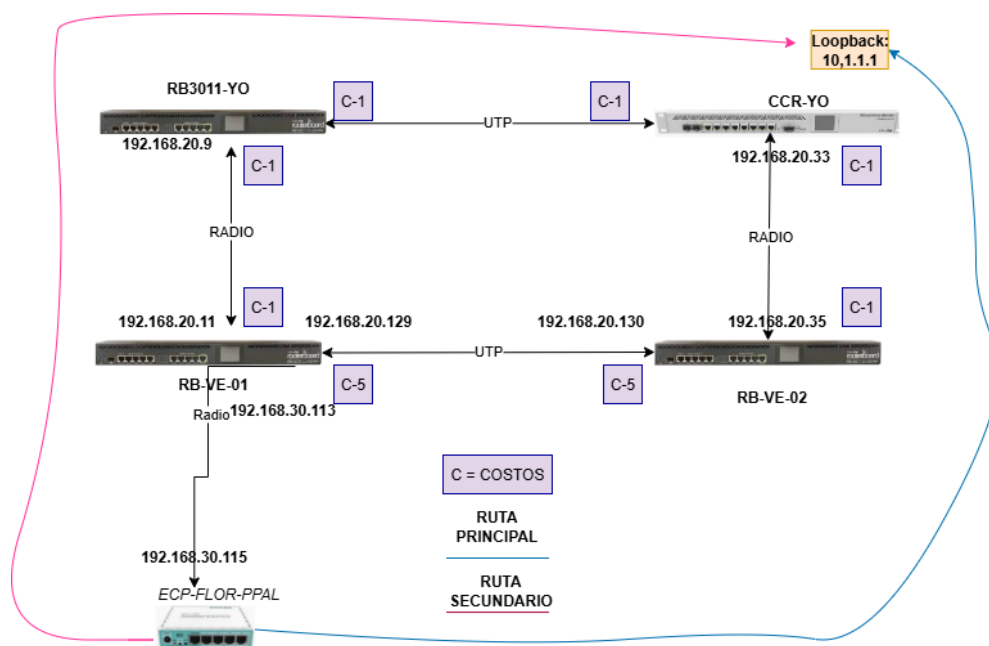 Loopback:
10,1.1.1
RB3011-YO
C-1
C-1
CCR-YO
UTP
192.168.20.9
C-1
192.168.20.33
C-1
RADIO
RADIO
192.168.20.11
C-1
192.168.20.129
192.168.20.130
192.168.20.35
C-1
UTP
RB-VE-01
C-5
C-5
RB-VE-02
Radio
192.168.30.113
C = COSTOS
RUTA
PRINCIPAL
192.168.30.115
ECP-FLOR-PPAL
RUTA
SECUNDARIO